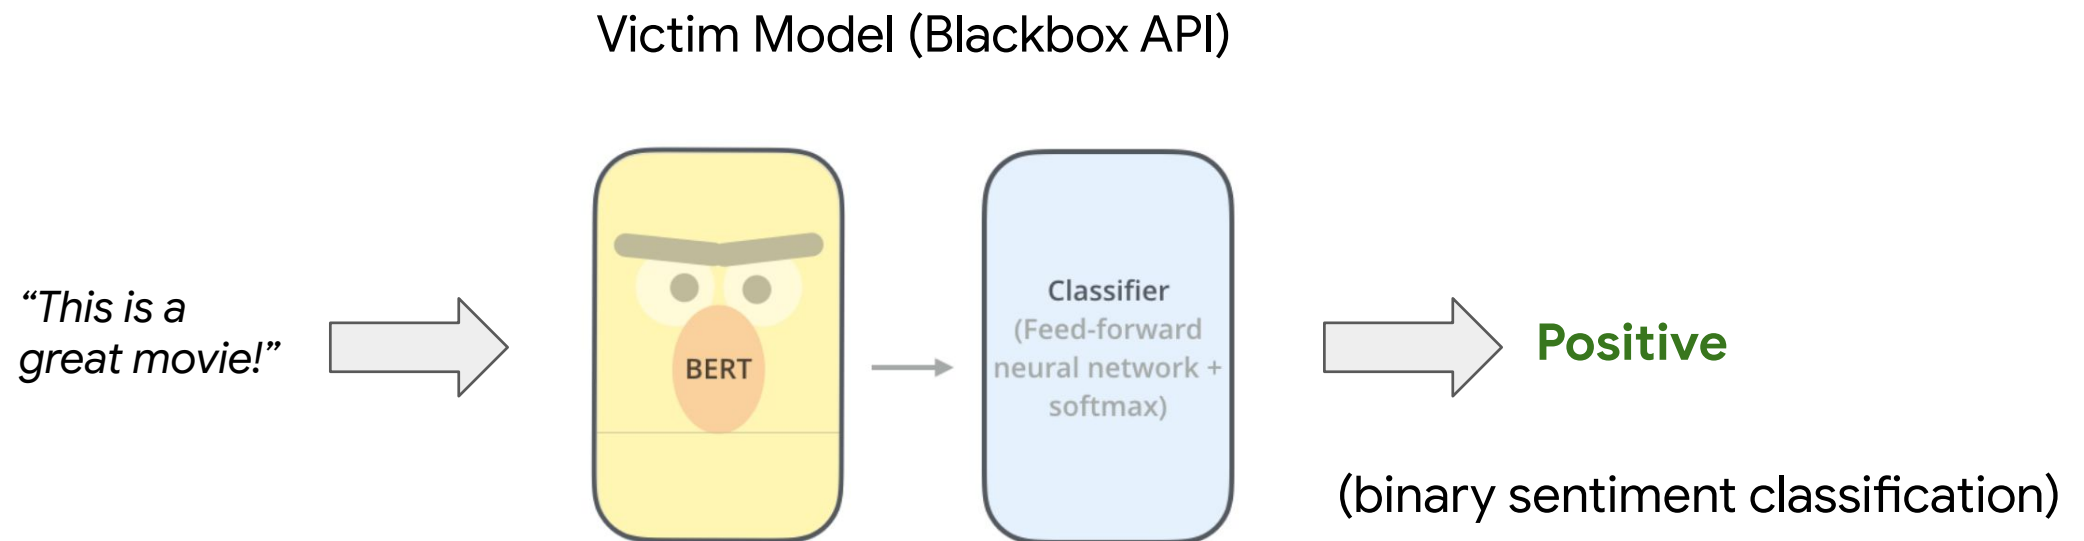 Victim Model (Blackbox API)
“This is a
great movie!”
BERT
Classifier
(Feed-forward
neural network +
softmax)
Positive
(binary sentiment classification)